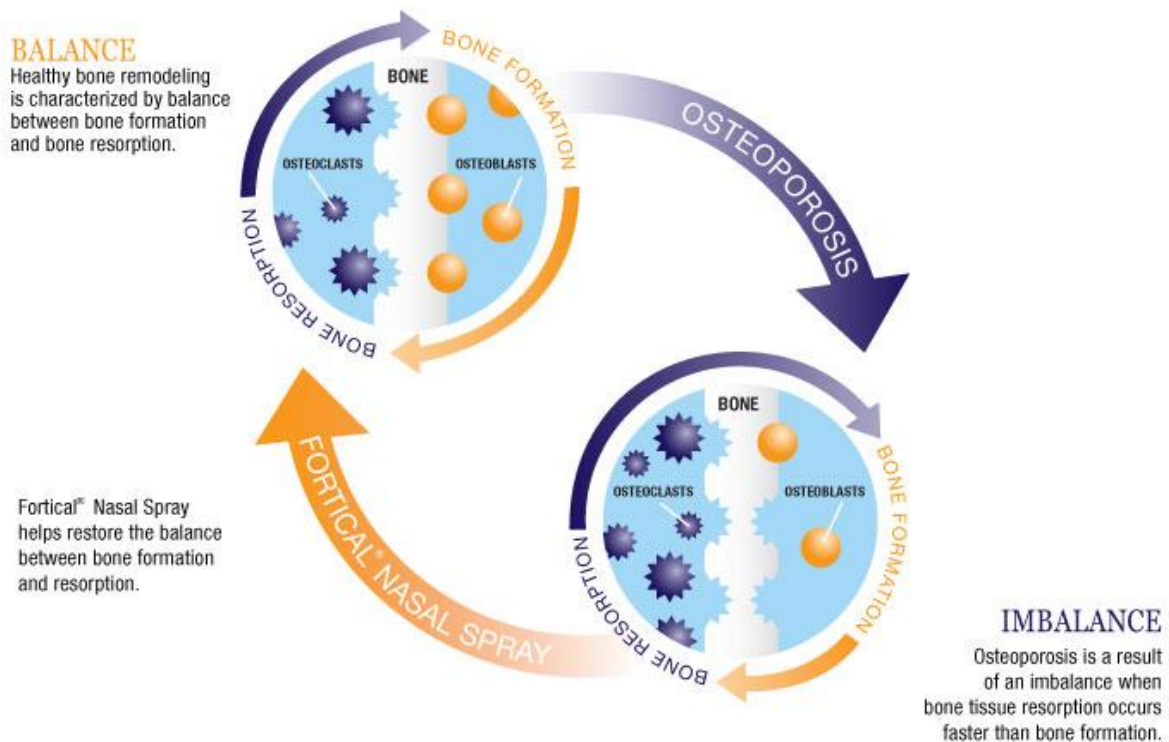 BALANCE
Healthy bone remodeling
is characterized by balance
between bone formation
and bone resorption.
BONE FORMATION
BONE
OSTEOCLASTS
OSTEOBLASTS
BONE RESORPTION
OSTEOPOROSIS
FORTICAL® NASAL SPRAY
Fortical® Nasal Spray
helps restore the balance
between bone formation
and resorption.
BONE
OSTEOCLASTS
OSTEOBLASTS
BONE FORMATION
BONE RESORPTION
IMBALANCE
Osteoporosis is a result
of an imbalance when
bone tissue resorption occurs
faster than bone formation.